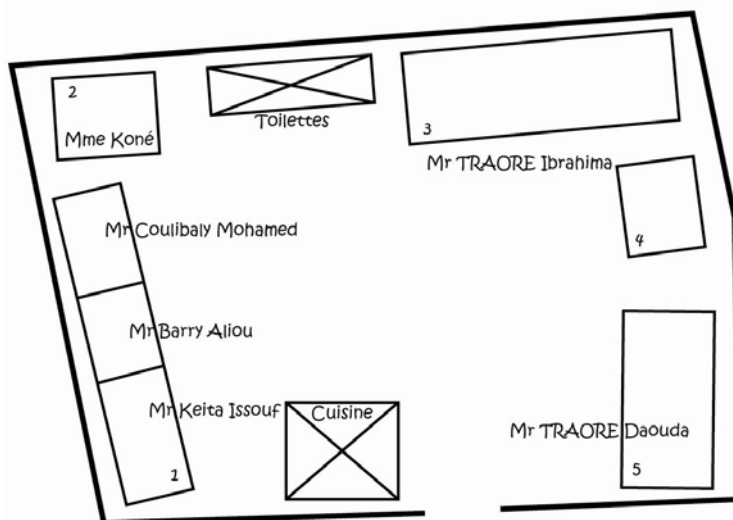 2
Mme Koné
Toilettes
3
Mr TRAORE Ibrahima
4
Mr Coulibaly Mohamed
Mr Barry Aliou
Mr Keita Issouf
1
Cuisine
Mr TRAORE Daouda
5